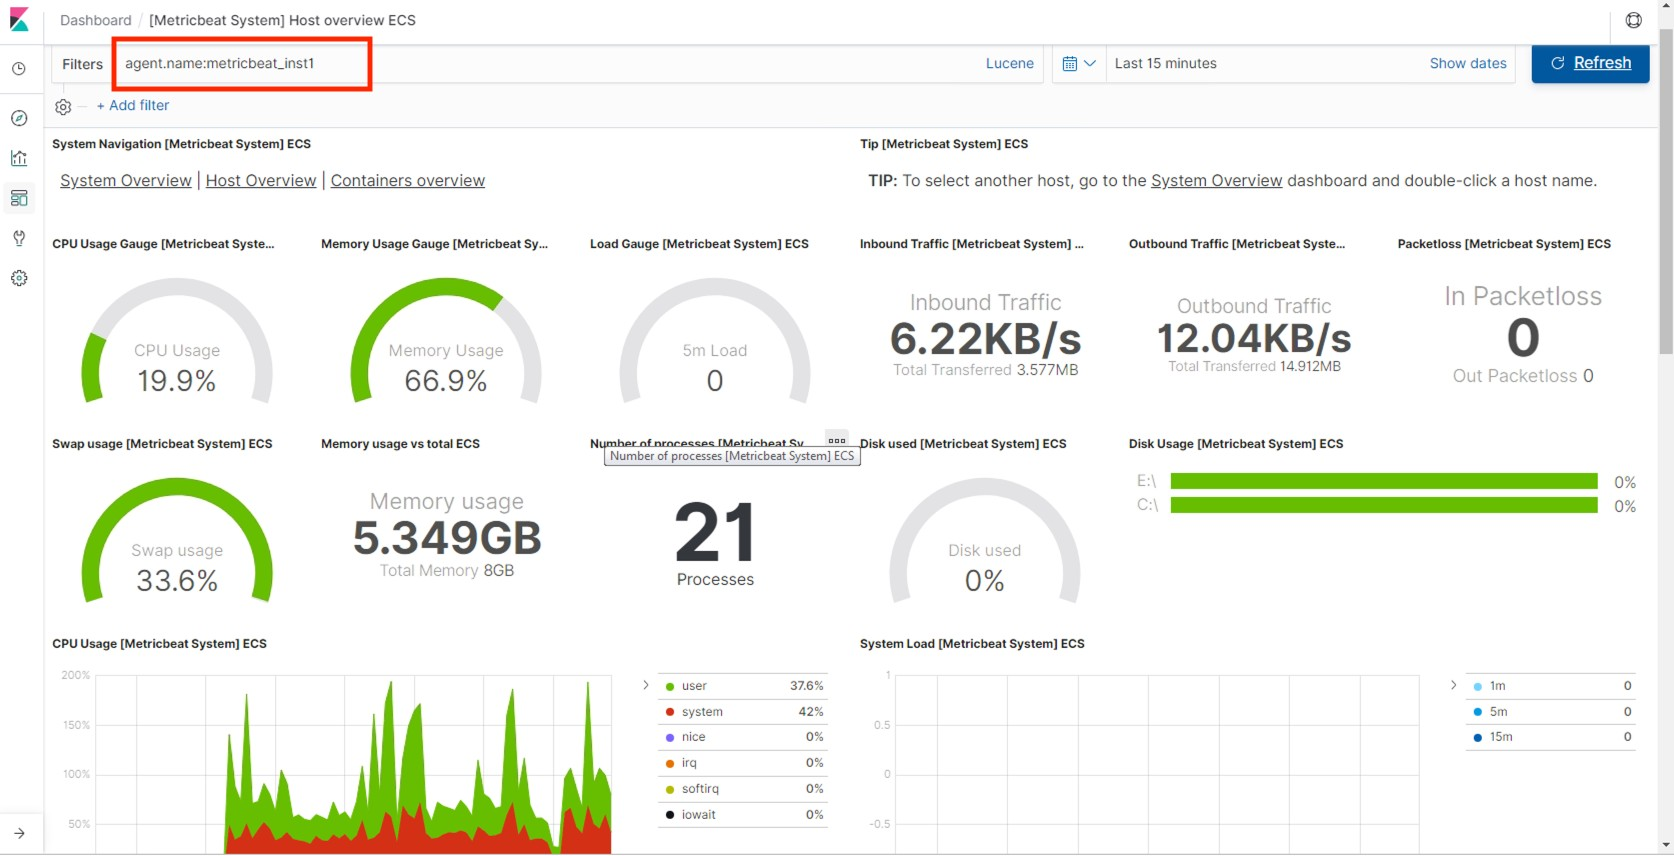 Dashboard / [Metricbeat System] Host overview ECS
Filters agent.name:metricbeat_inst1 Lucene Last 15 minutes Show dates Refresh
+ Add filter
System Navigation [Metricbeat System] ECS
System Overview | Host Overview | Containers overview
Tip [Metricbeat System] ECS
TIP: To select another host, go to the System Overview dashboard and double-click a host name.
CPU Usage Gauge [Metricbeat Syste...
CPU Usage
19.9%
Memory Usage Gauge [Metricbeat Sy...
Memory Usage
66.9%
Load Gauge [Metricbeat System] ECS
5m Load
0
Inbound Traffic [Metricbeat System] ...
Inbound Traffic
6.22KB/s
Total Transferred 3.577MB
Outbound Traffic [Metricbeat Syste...
Outbound Traffic
12.04KB/s
Total Transferred 14.912MB
Packetloss [Metricbeat System] ECS
In Packetloss
0
Out Packetloss 0
Swap usage [Metricbeat System] ECS
Swap usage
33.6%
Memory usage vs total ECS
Memory usage
5.349GB
Total Memory 8GB
Number of processes [Metricbeat Sy
Number of processes [Metricbeat System] ECS
21
Processes
Disk used [Metricbeat System] ECS
Disk used
0%
Disk Usage [Metricbeat System] ECS
E:\ 0%
C:\ 0%
CPU Usage [Metricbeat System] ECS
200%
150%
100%
50%
user 37.6%
system 42%
nice 0%
irq 0%
softirq 0%
iowait 0%
System Load [Metricbeat System] ECS
1
0.5
0
-0.5
1m 0
5m 0
15m 0